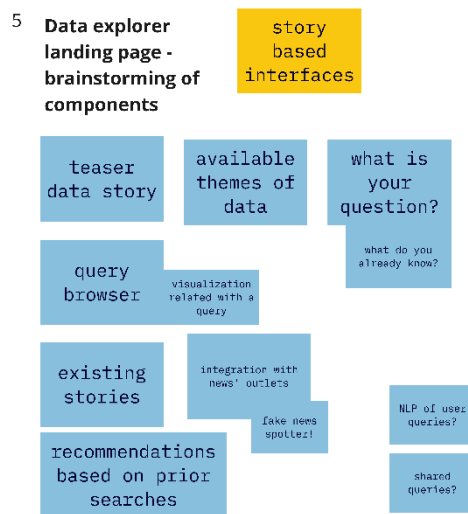 5
Data explorer
landing page -
brainstorming of
components
story
based
interfaces
teaser
data story
available
themes of
data
what is
your
question?
what do you
already know?
query
browser
visualization
related with a
query
existing
stories
integration with
news' outlets
fake news
spotter!
NLP of user
queries?
recommendations
based on prior
searches
shared
queries?